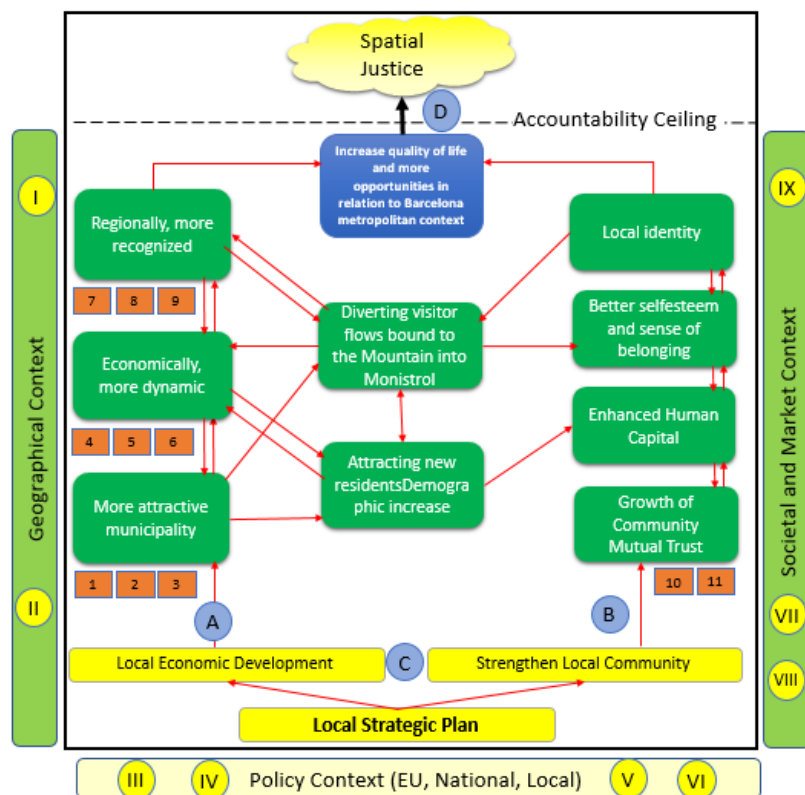 Spatial
Justice
D
Accountability Ceiling
Increase quality of life
and more
opportunities in
relation to Barcelona
metropolitan context
I
IX
Regionally, more
recognized
Local identity
7 8 9
Diverting visitor
flows bound to
the Mountain into
Monistrol
Better selfesteem
and sense of
belonging
Economically,
more dynamic
Geographical Context
Societal and Market Context
4 5 6
Enhanced Human
Capital
Attracting new
residentsDemogra
phic increase
More attractive
municipality
Growth of
Community
Mutual Trust
1 2 3
10 11
II
A
B
VII
Local Economic Development
C
Strengthen Local Community
VIII
Local Strategic Plan
III
IV
Policy Context (EU, National, Local)
V
VI